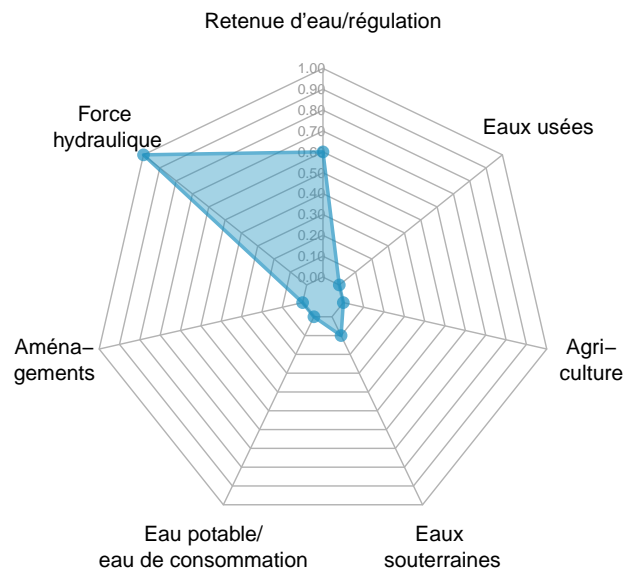 Retenue d'eau/régulation
1.00
0.90
0.80
0.70
0.60
0.50
0.40
0.30
0.20
0.10
0.00
Force
hydraulique
Eaux usées
Aména–
gements
Agri–
culture
Eau potable/
eau de consommation
Eaux
souterraines